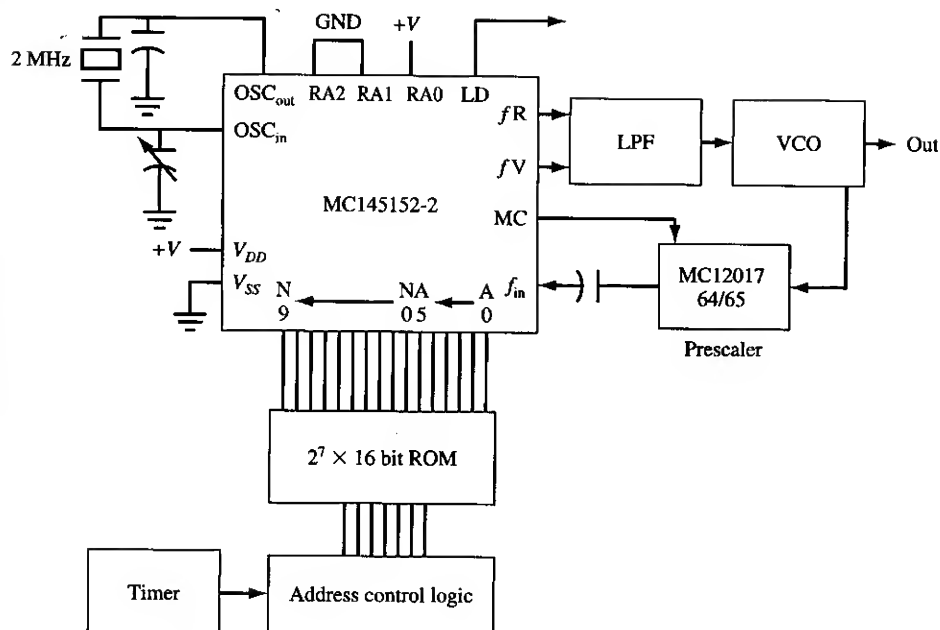 GND
+V
2 MHz
OSCout
RA2
RA1
RA0
LD
OSCin
fR
fV
LPF
VCO
Out
MC145152-2
MC
+V
VDD
VSS
N
9
NA
0 5
A
0
fin
MC12017
64/65
Prescaler
2⁷ × 16 bit ROM
Timer
Address control logic